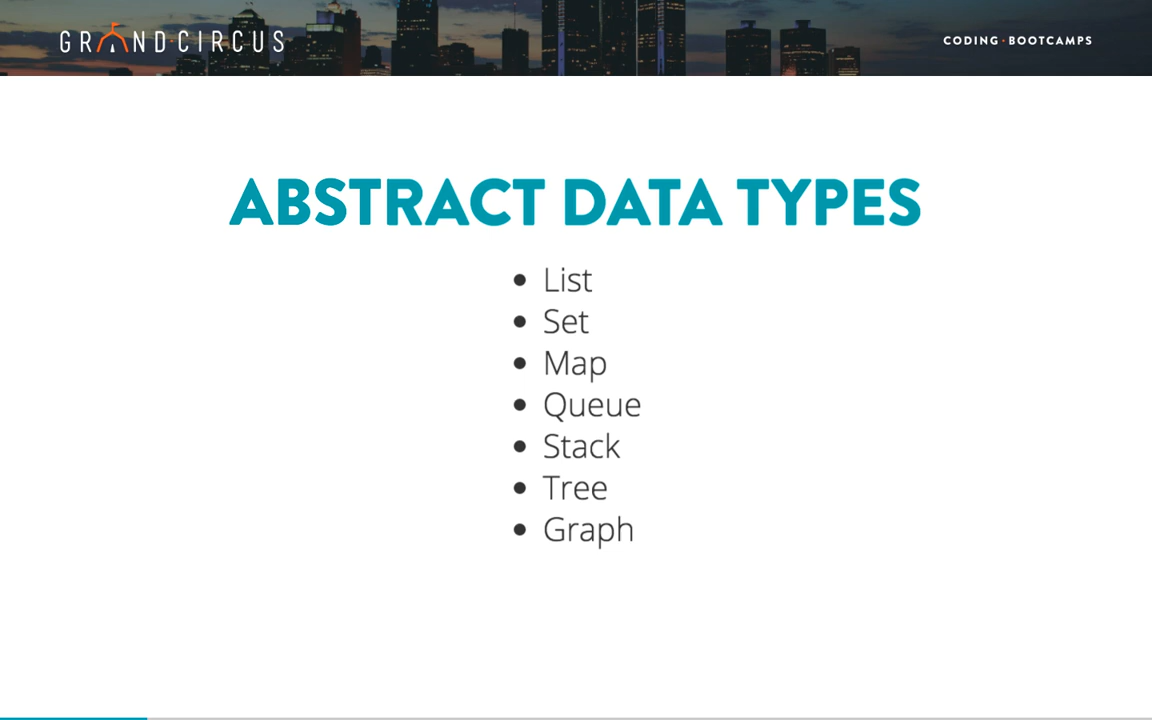 GRAND CIRCUS
CODING · BOOTCAMPS
ABSTRACT DATA TYPES
• List
• Set
• Map
• Queue
• Stack
• Tree
• Graph